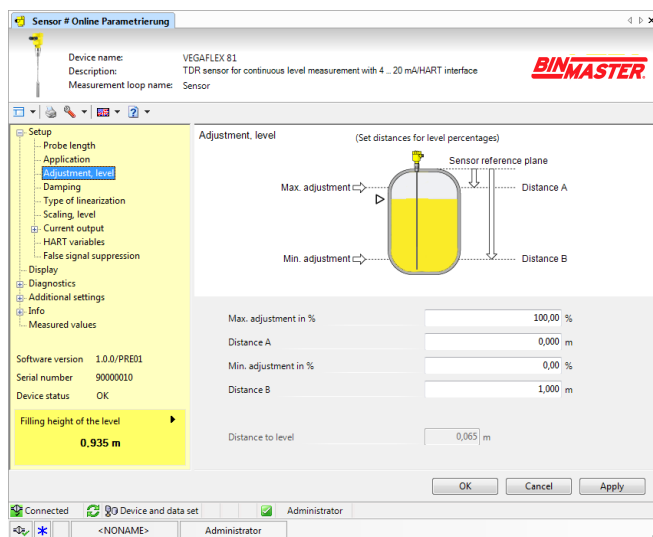 Sensor # Online Parametrierung
Device name: VEGAFLEX 81
Description: TDR sensor for continuous level measurement with 4 .. 20 mA/HART interface
Measurement loop name: Sensor
BINMASTER
Setup
Probe length
Application
Adjustment, level
Damping
Type of linearization
Scaling, level
Current output
HART variables
False signal suppression
Display
Diagnostics
Additional settings
Info
Measured values
Software version 1.0.0/PRE01
Serial number 90000010
Device status OK
Filling height of the level
0,935 m
Adjustment, level
(Set distances for level percentages)
Sensor reference plane
Max. adjustment
Distance A
Min. adjustment
Distance B
Max. adjustment in % 100,00 %
Distance A 0,000 m
Min. adjustment in % 0,00 %
Distance B 1,000 m
Distance to level 0,065 m
OK Cancel Apply
Connected Device and data set Administrator
<NONAME> Administrator